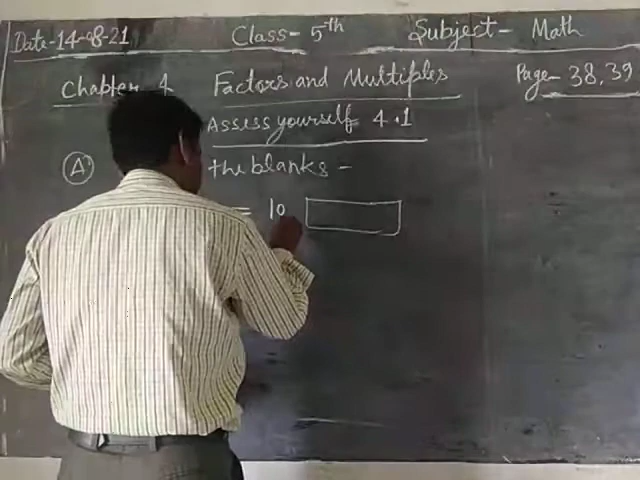 Date-14-08-21 Class- 5th Subject- Math
Chapter 4 Factors and Multiples Page- 38,39
Assess yourself 4.1
(A) the blanks -
= 10